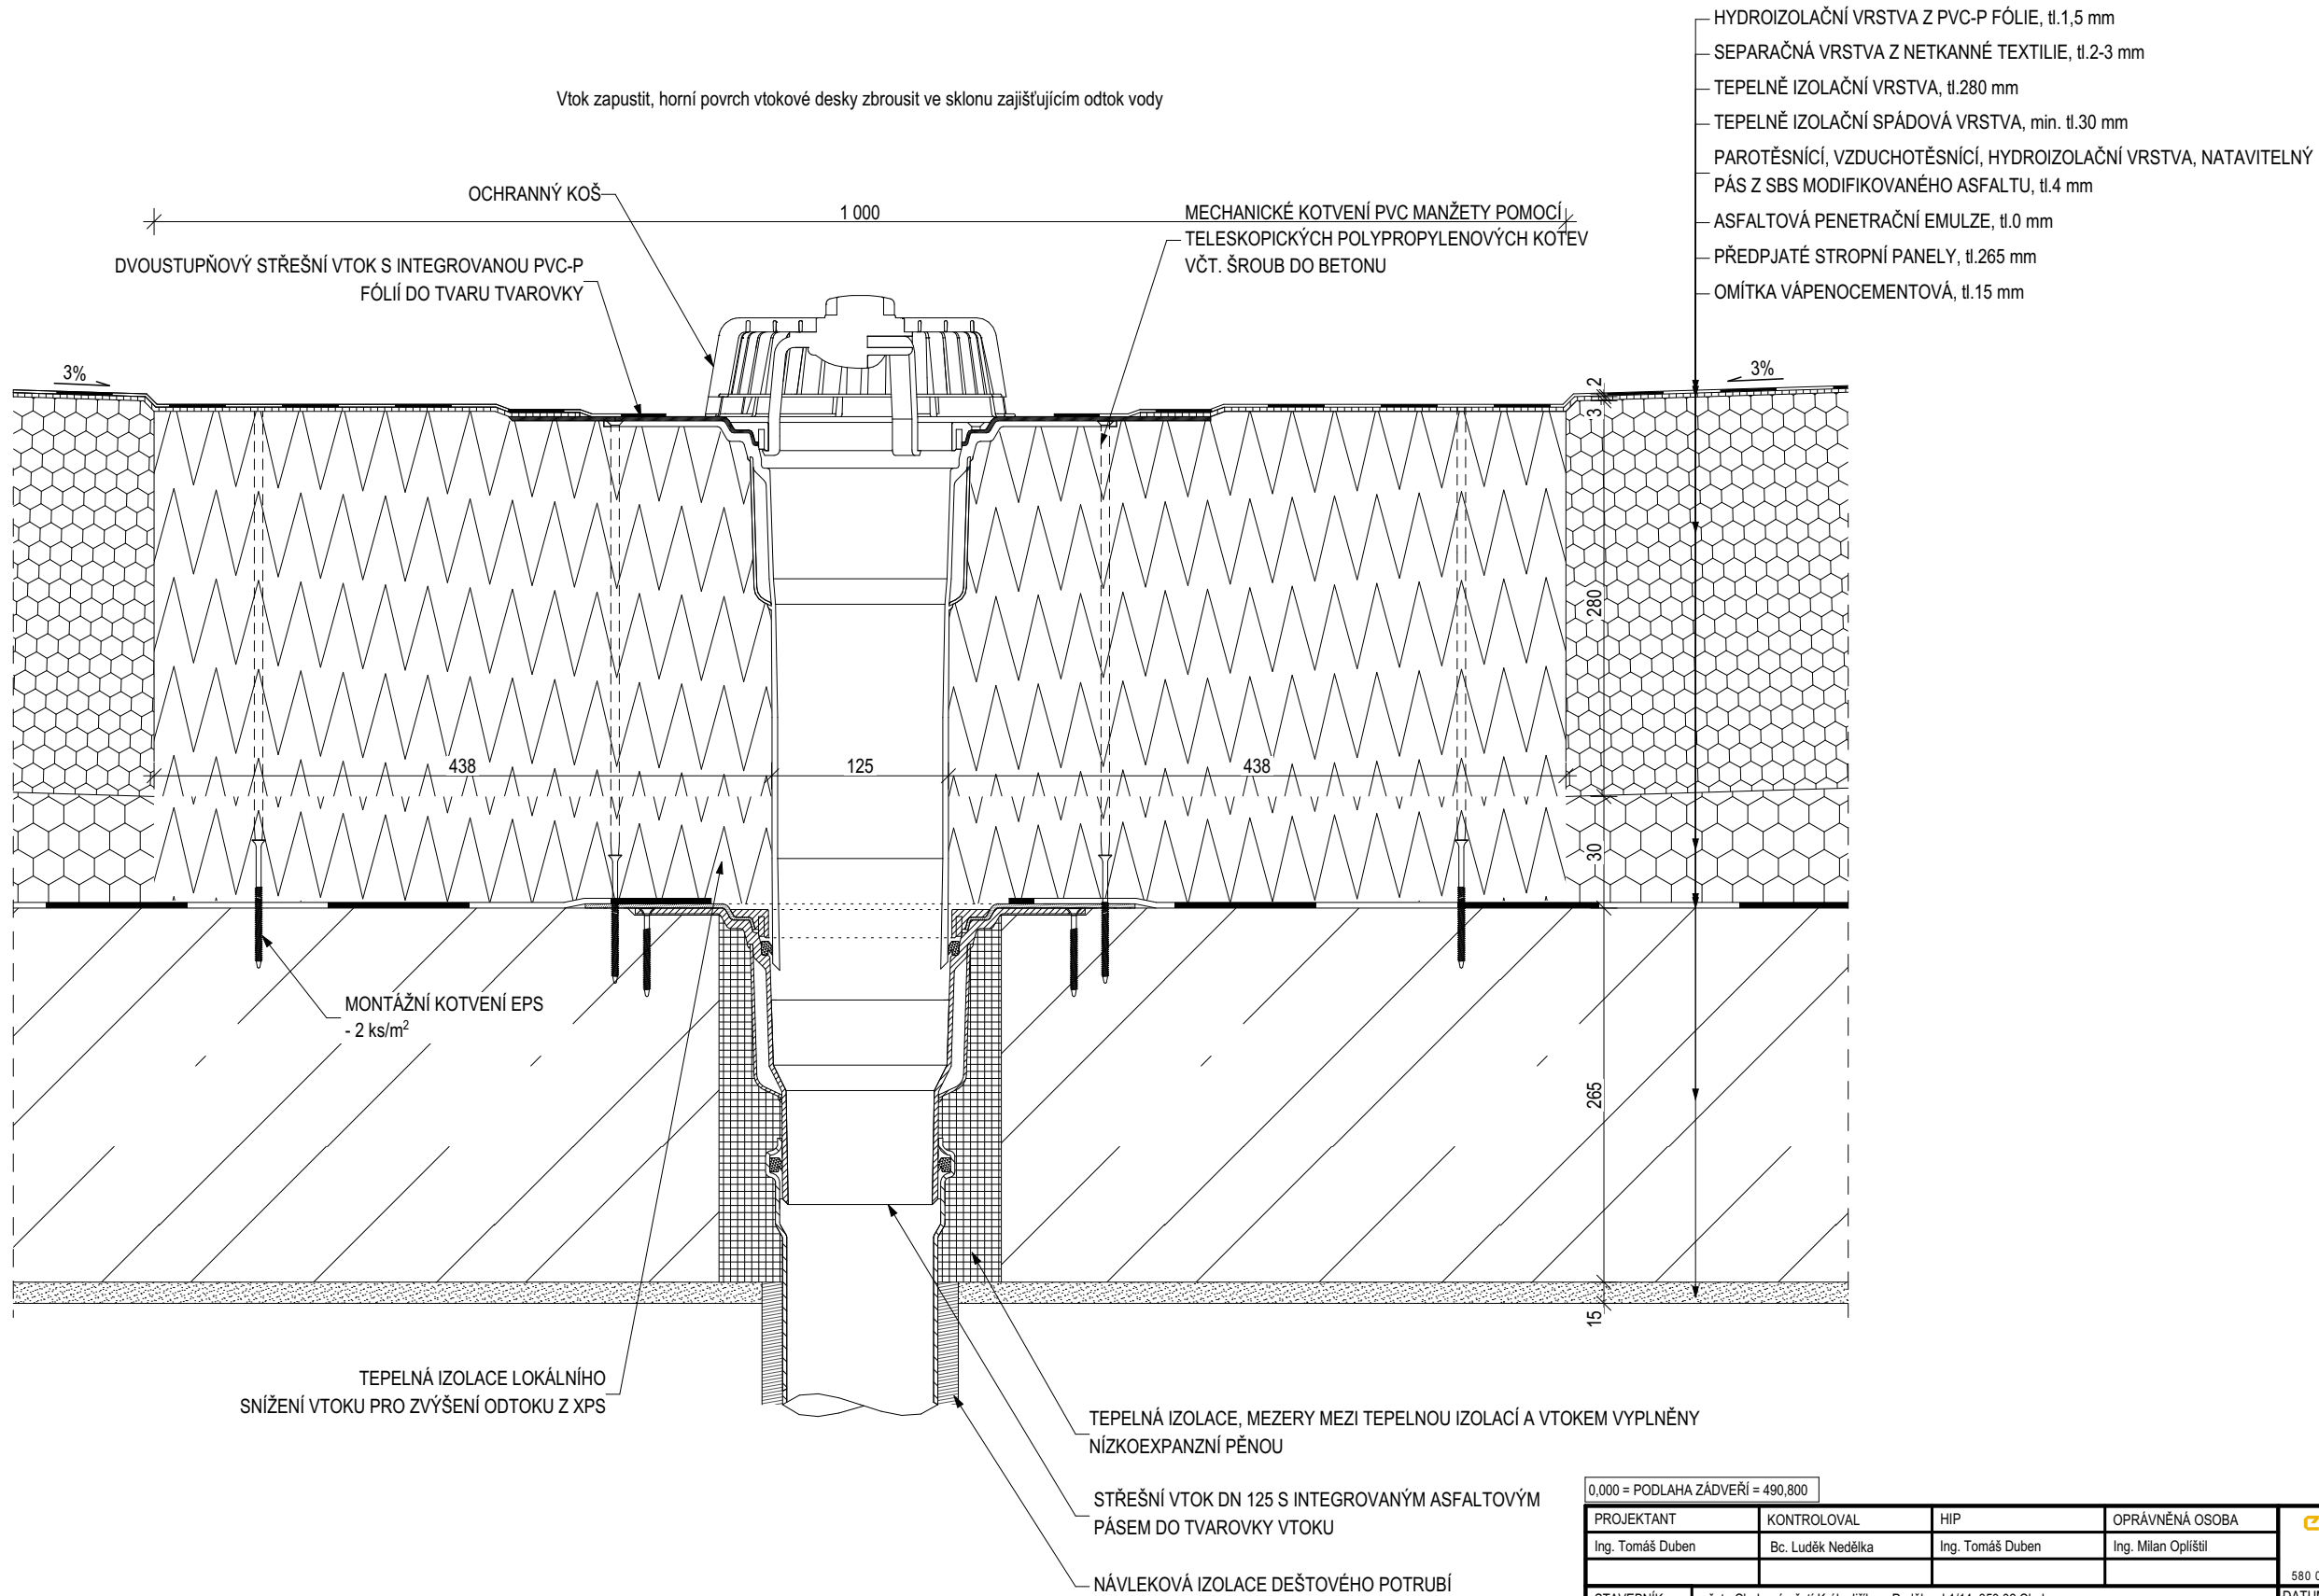 HYDROIZOLAČNÍ VRSTVA Z PVC-P FÓLIE, tl.1,5 mm
SEPARAČNÁ VRSTVA Z NETKANNÉ TEXTILIE, tl.2-3 mm
TEPELNĚ IZOLAČNÍ VRSTVA, tl.280 mm
TEPELNĚ IZOLAČNÍ SPÁDOVÁ VRSTVA, min. tl.30 mm
PAROTĚSNÍCÍ, VZDUCHOTĚSNÍCÍ, HYDROIZOLAČNÍ VRSTVA, NATAVITELNÝ
PÁS Z SBS MODIFIKOVANÉHO ASFALTU, tl.4 mm
ASFALTOVÁ PENETRAČNÍ EMULZE, tl.0 mm
PŘEDPJATÉ STROPNÍ PANELY, tl.265 mm
OMÍTKA VÁPENOCEMENTOVÁ, tl.15 mm
Vtok zapustit, horní povrch vtokové desky zbrousit ve sklonu zajišťujícím odtok vody
OCHRANNÝ KOŠ
1 000
MECHANICKÉ KOTVENÍ PVC MANŽETY POMOCÍ
TELESKOPICKÝCH POLYPROPYLENOVÝCH KOTEV
VČT. ŠROUB DO BETONU
DVOUSTUPŇOVÝ STŘEŠNÍ VTOK S INTEGROVANOU PVC-P
FÓLIÍ DO TVARU TVAROVKY
3%
3%
2
3
280
438
125
438
30
MONTÁŽNÍ KOTVENÍ EPS
- 2 ks/m²
265
15
TEPELNÁ IZOLACE LOKÁLNÍHO
SNÍŽENÍ VTOKU PRO ZVÝŠENÍ ODTOKU Z XPS
TEPELNÁ IZOLACE, MEZERY MEZI TEPELNOU IZOLACÍ A VTOKEM VYPLNĚNY
NÍZKOEXPANZNÍ PĚNOU
STŘEŠNÍ VTOK DN 125 S INTEGROVANÝM ASFALTOVÝM
PÁSEM DO TVAROVKY VTOKU
NÁVLEKOVÁ IZOLACE DEŠTOVÉHO POTRUBÍ
0,000 = PODLAHA ZÁDVEŘÍ = 490,800
PROJEKTANT KONTROLOVAL HIP OPRÁVNĚNÁ OSOBA
Ing. Tomáš Duben Bc. Luděk Nedělka Ing. Tomáš Duben Ing. Milan Oplíštil
580